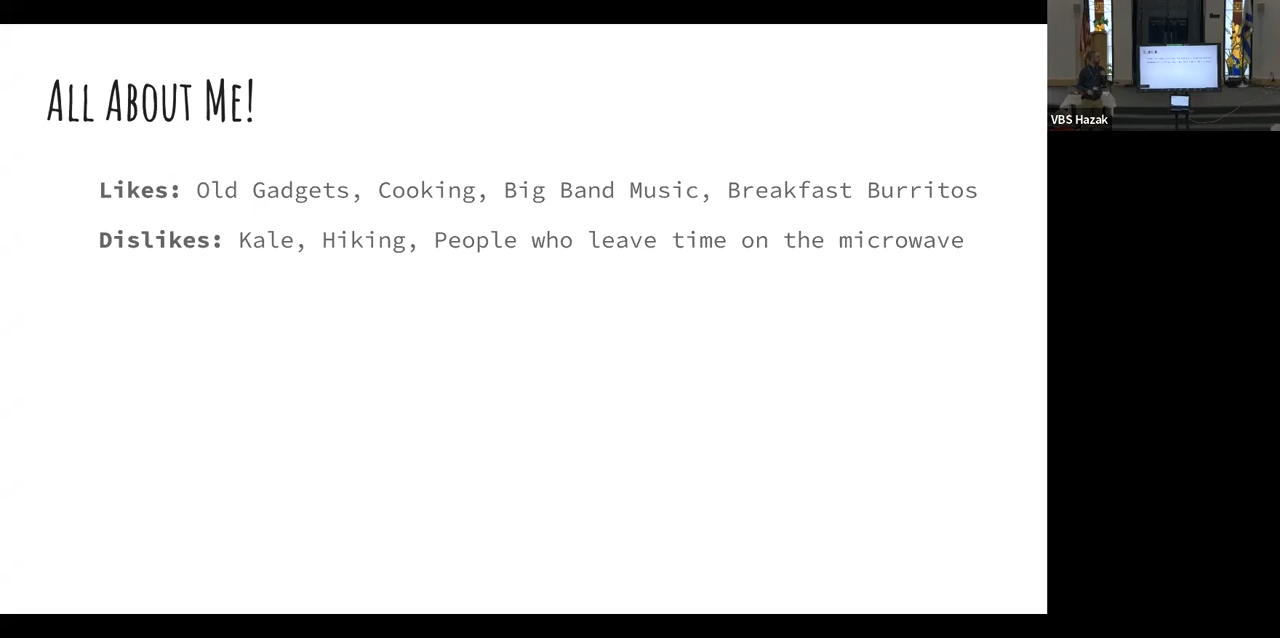 All About Me!
Likes: Old Gadgets, Cooking, Big Band Music, Breakfast Burritos
Dislikes: Kale, Hiking, People who leave time on the microwave
VBS Hazak